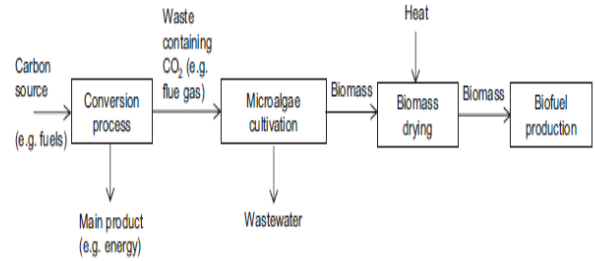 Heat
Waste
containing
CO₂ (e.g.
flue gas)
Carbon
source
(e.g. fuels)
Conversion
process
Microalgae
cultivation
Biomass
Biomass
drying
Biomass
Biofuel
production
Main product
(e.g. energy)
Wastewater